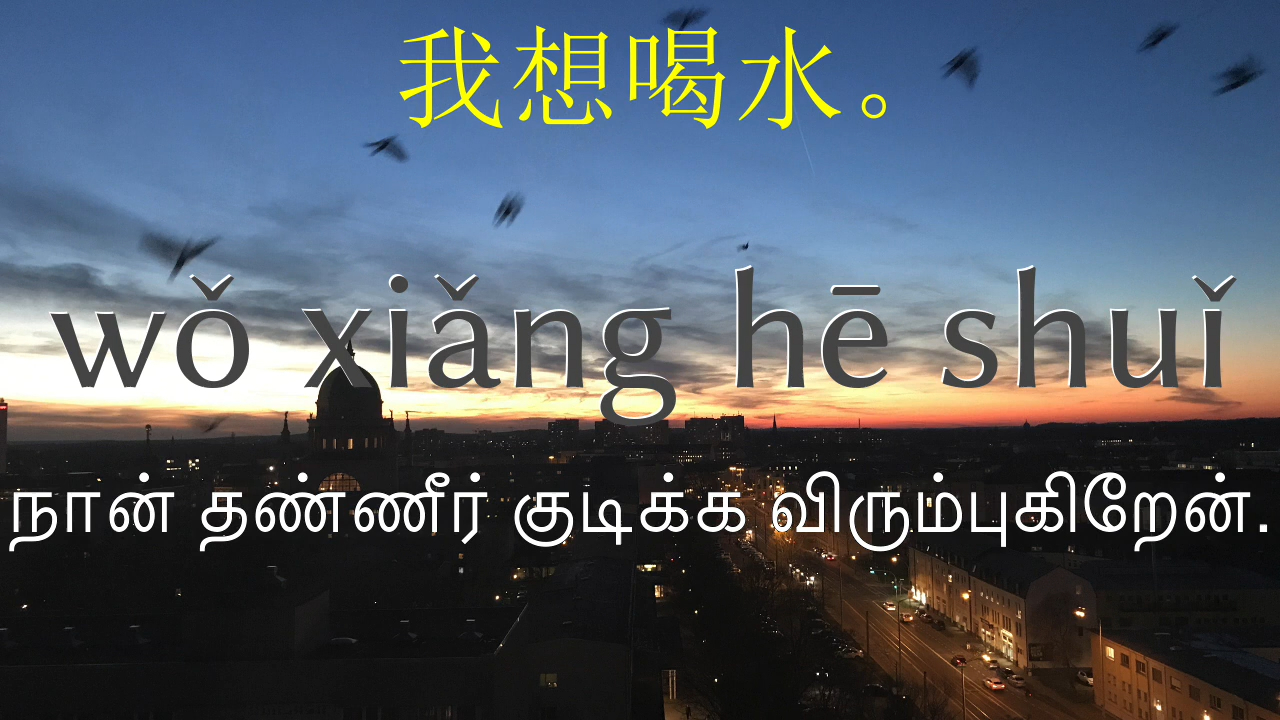 我想喝水。
wǒ xiǎng hē shuǐ
நான் தண்ணீர் குடிக்க விரும்புகிறேன்.